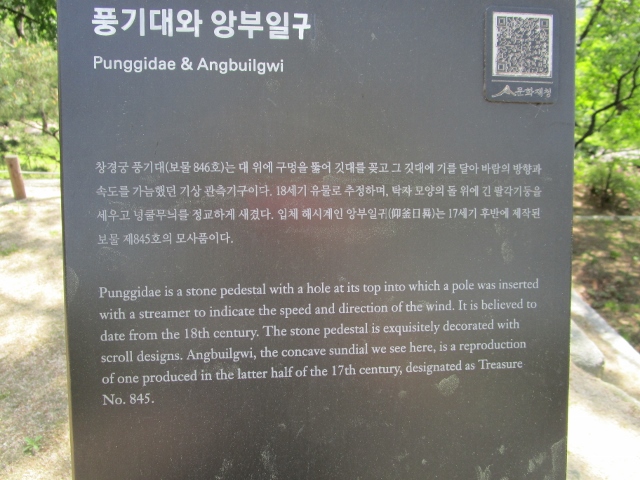 풍기대와 앙부일구
Punggidae & Angbuilgwi
문화재청
창경궁 풍기대(보물 846호)는 대 위에 구멍을 뚫어 깃대를 꽂고 그 깃대에 기를 달아 바람의 방향과
속도를 가늠했던 기상 관측기구이다. 18세기 유물로 추정하며, 탁자 모양의 돌 위에 긴 팔각기둥을
세우고 넝쿨무늬를 정교하게 새겼다. 입체 해시계인 앙부일귀(仰釜日晷)는 17세기 후반에 제작된
보물 제845호의 모사품이다.
Punggidae is a stone pedestal with a hole at its top into which a pole was inserted
with a streamer to indicate the speed and direction of the wind. It is believed to
date from the 18th century. The stone pedestal is exquisitely decorated with
scroll designs. Angbuilgwi, the concave sundial we see here, is a reproduction
of one produced in the latter half of the 17th century, designated as Treasure
No. 845.